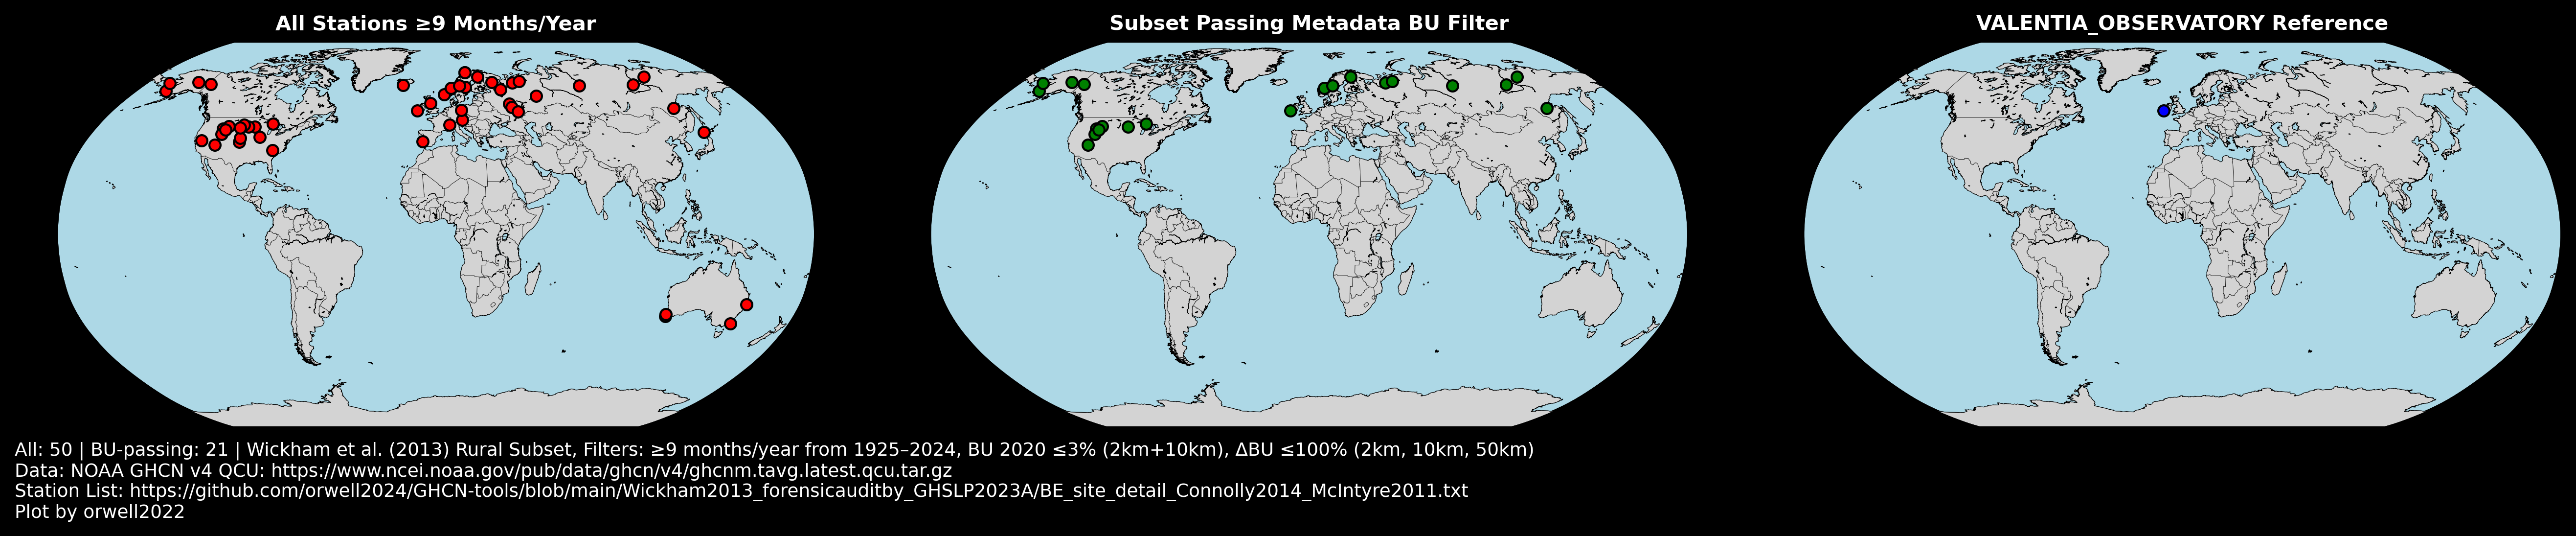 All Stations ≥9 Months/Year
Subset Passing Metadata BU Filter
VALENTIA_OBSERVATORY Reference
All: 50 | BU-passing: 21 | Wickham et al. (2013) Rural Subset, Filters: ≥9 months/year from 1925–2024, BU 2020 ≤3% (2km+10km), ΔBU ≤100% (2km, 10km, 50km)
Data: NOAA GHCN v4 QCU: https://www.ncei.noaa.gov/pub/data/ghcn/v4/ghcnm.tavg.latest.qcu.tar.gz
Station List: https://github.com/orwell2024/GHCN-tools/blob/main/Wickham2013_forensicauditby_GHSLP2023A/BE_site_detail_Connolly2014_McIntyre2011.txt
Plot by orwell2022